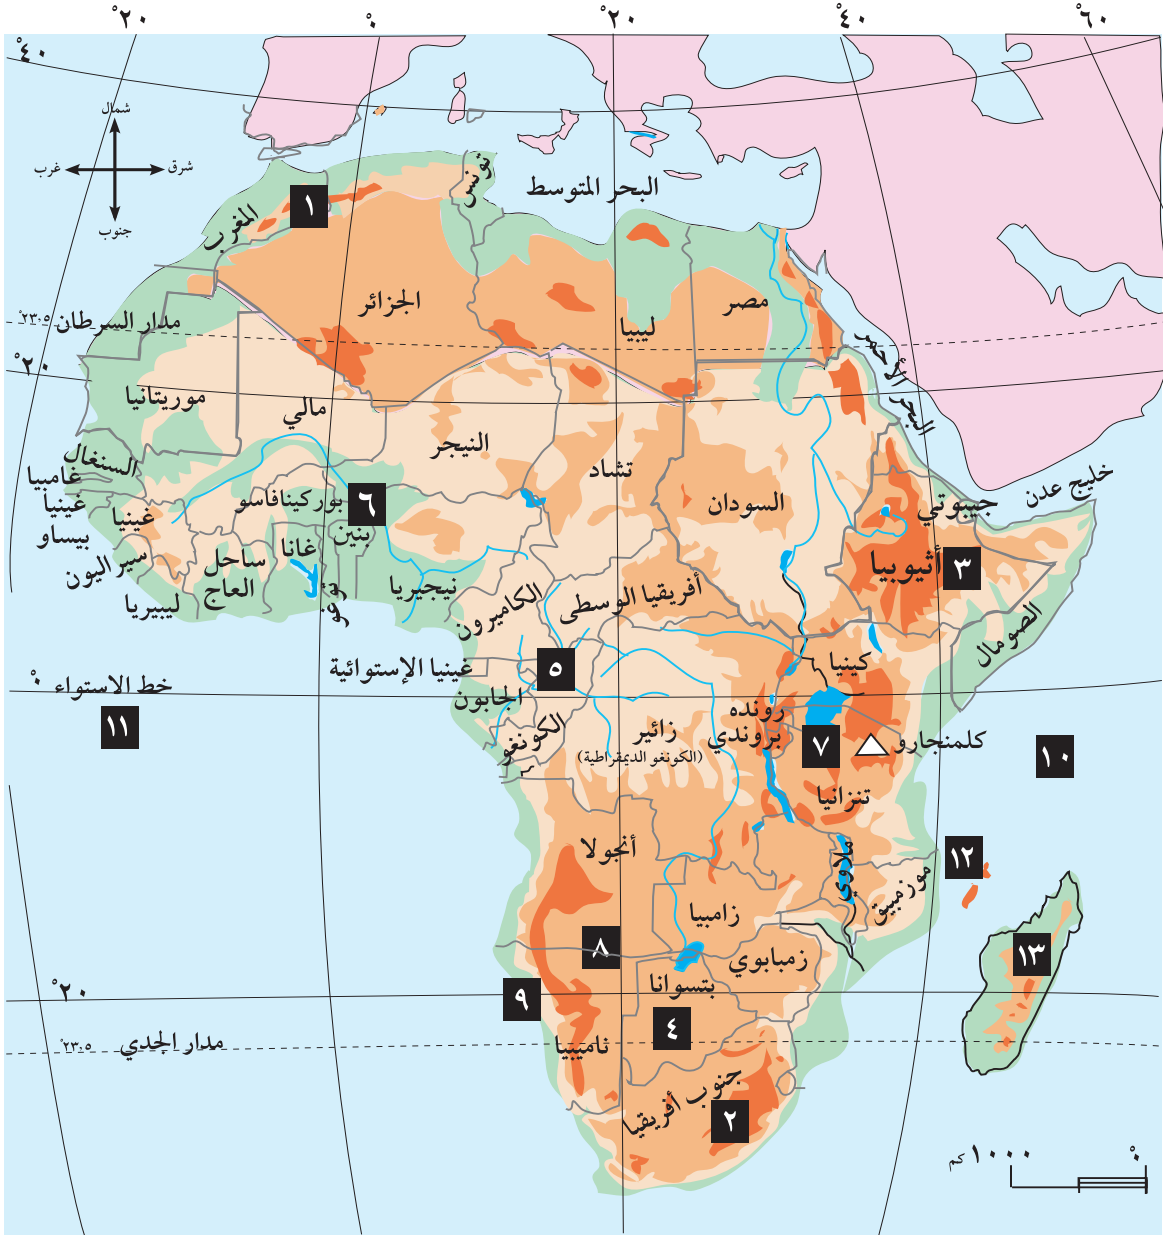 ٢٠°
٠°
٢٠°
٤٠°
٦٠°
٤٠°
شمال
غرب
شرق
جنوب
البحر المتوسط
تونس
١
المغرب
الجزائر
ليبيا
مصر
٢٣٠٥°
مدار السرطان
٢٠°
البحر الأحمر
موريتانيا
مالي
النيجر
تشاد
السودان
خليج عدن
السنغال
غامبيا
غينيا
بيساو
غينيا
بوركينافاسو
٦
جيبوتي
سيراليون
ساحل
العاج
غانا
بنين
توغو
ليبيريا
نيجيريا
أثيوبيا
٣
الكاميرون
أفريقيا الوسطى
الصومال
غينيا الإستوائية
٥
كينيا
خط الاستواء
٠°
الجابون
١١
الكونغو
زائير
(الكونغو الديمقراطية)
رونده
بروندي
٧
كلمنجارو
١٠
تنزانيا
أنجولا
ملاوي
١٢
موزمبيق
زامبيا
٨
زمبابوي
١٣
بتسوانا
٢٠°
٩
٤
مدار الجدي
٢٣٠٥°
ناميبيا
جنوب أفريقيا
٢
١٠٠٠ كم
٠°